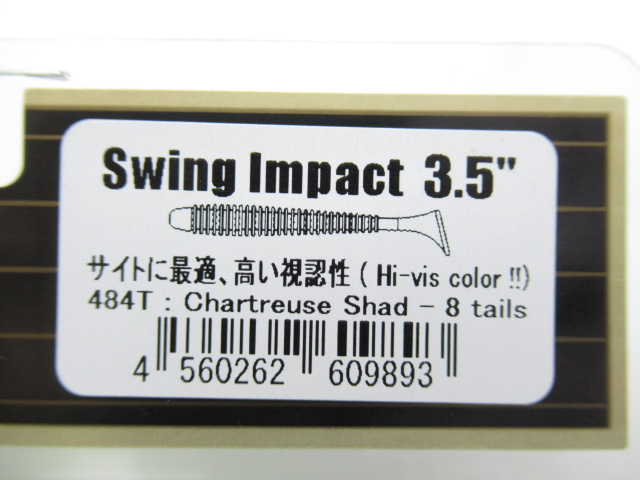 Swing Impact 3.5"
サイトに最適、高い視認性 ( Hi-vis color !!)
484T : Chartreuse Shad - 8 tails
4 560262 609893